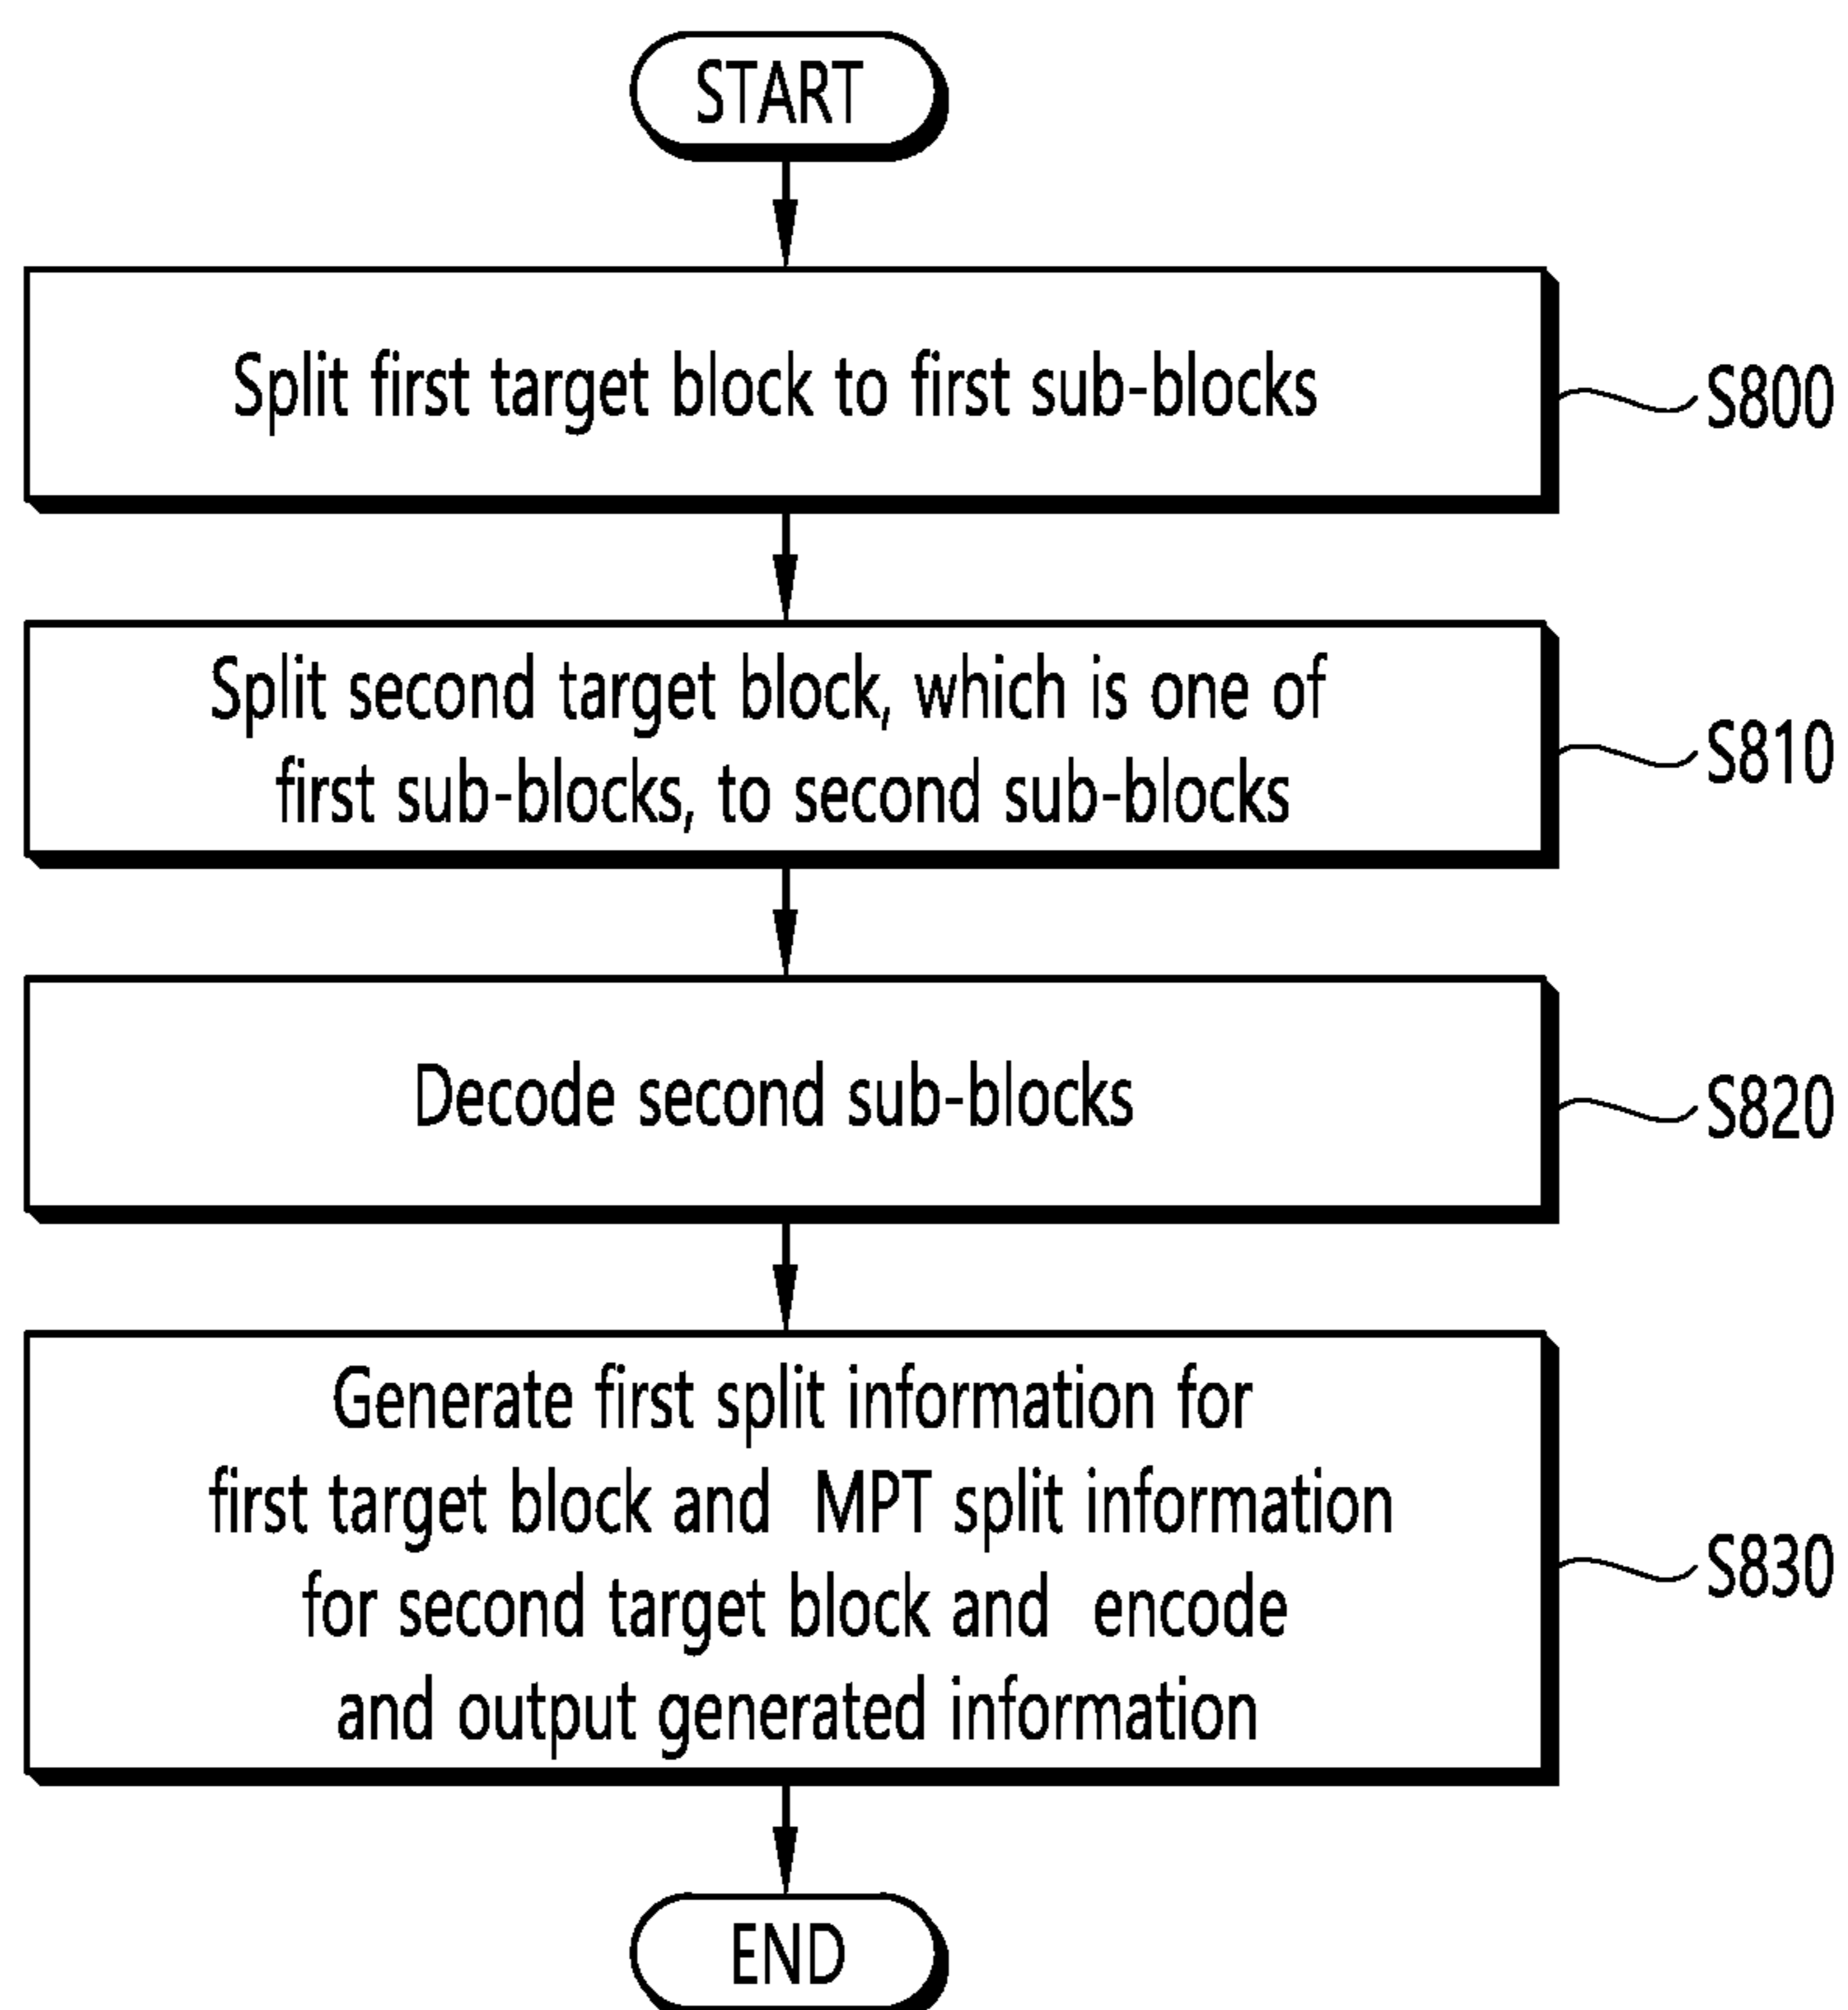 START
Split first target block to first sub-blocks
S800
Split second target block, which is one of
first sub-blocks, to second sub-blocks
S810
Decode second sub-blocks
S820
Generate first split information for
first target block and MPT split information
for second target block and encode
and output generated information
S830
END